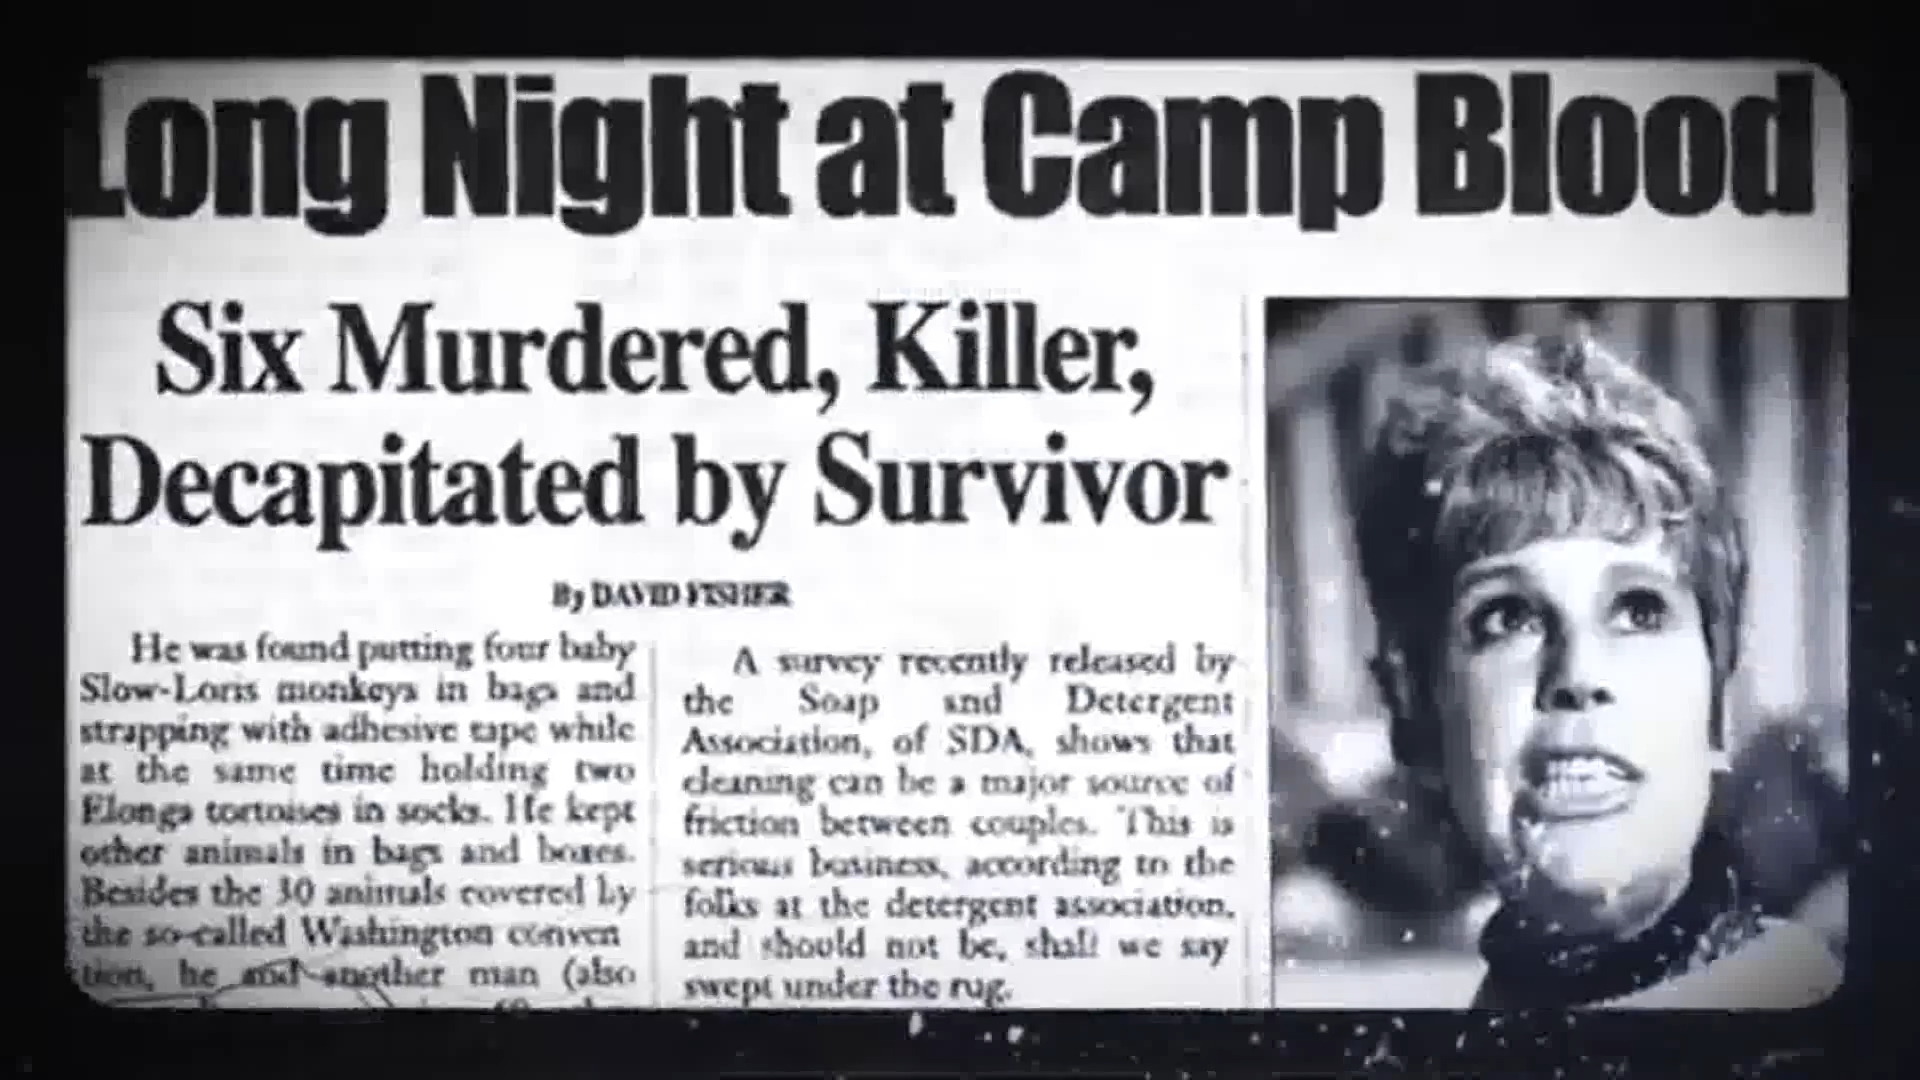 Long Night at Camp Blood
Six Murdered, Killer,
Decapitated by Survivor
By DAVID FISHER
He was found putting four baby
Slow-Loris monkeys in bags and
strapping with adhesive tape while
at the same time holding two
Elonga tortoises in socks. He kept
other animals in bags and boxes.
Besides the 30 animals covered by
the so-called Washington conven
tion, he and another man (also
A survey recently released by
the Soap and Detergent
Association, of SDA, shows that
cleaning can be a major source of
friction between couples. This is
serious business, according to the
folks at the detergent association,
and should not be, shall we say
swept under the rug.